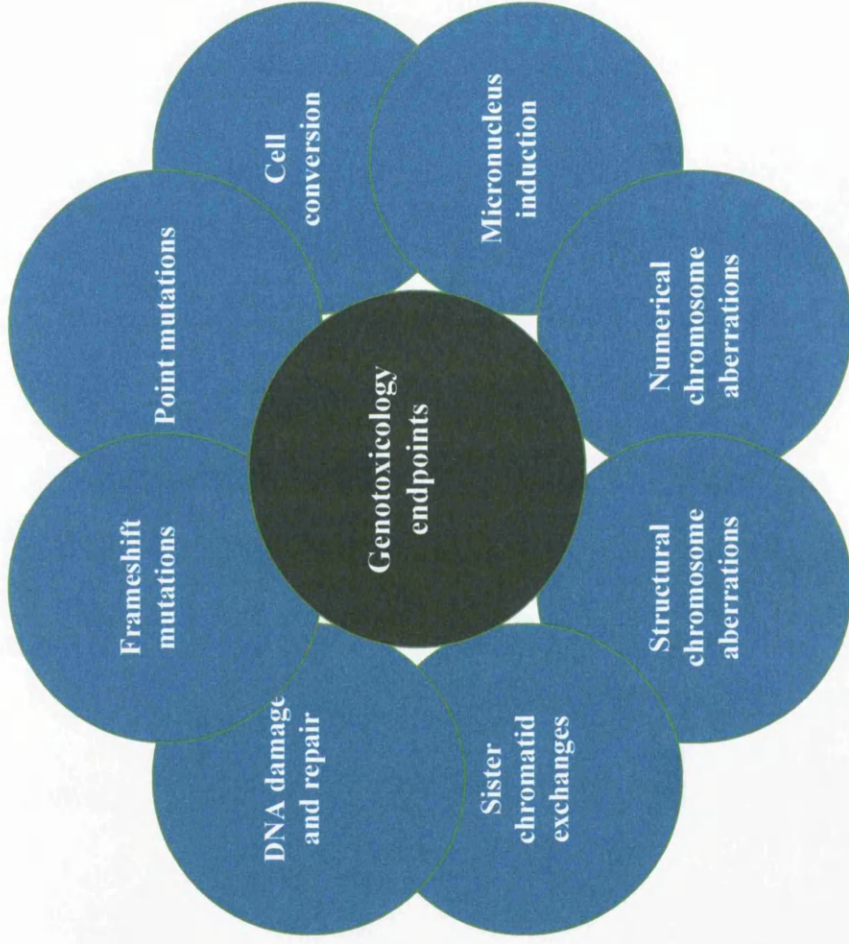 Frameshift
mutations
Point mutations
DNA damage
and repair
Cell
conversion
Genotoxicology
endpoints
Sister
chromatid
exchanges
Micronucleus
induction
Structural
chromosome
aberrations
Numerical
chromosome
aberrations